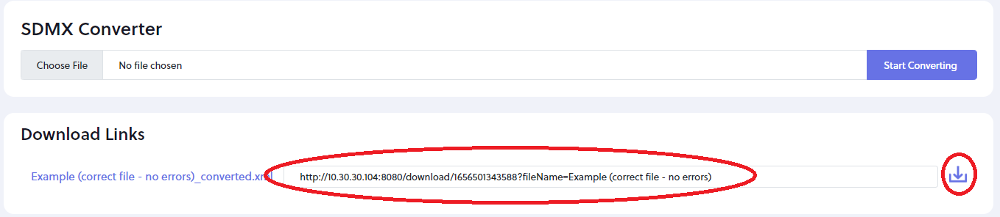 SDMX Converter
Choose File No file chosen Start Converting
Download Links
Example (correct file - no errors)_converted.xml http://10.30.30.104:8080/download/1656501343588?fileName=Example (correct file - no errors)